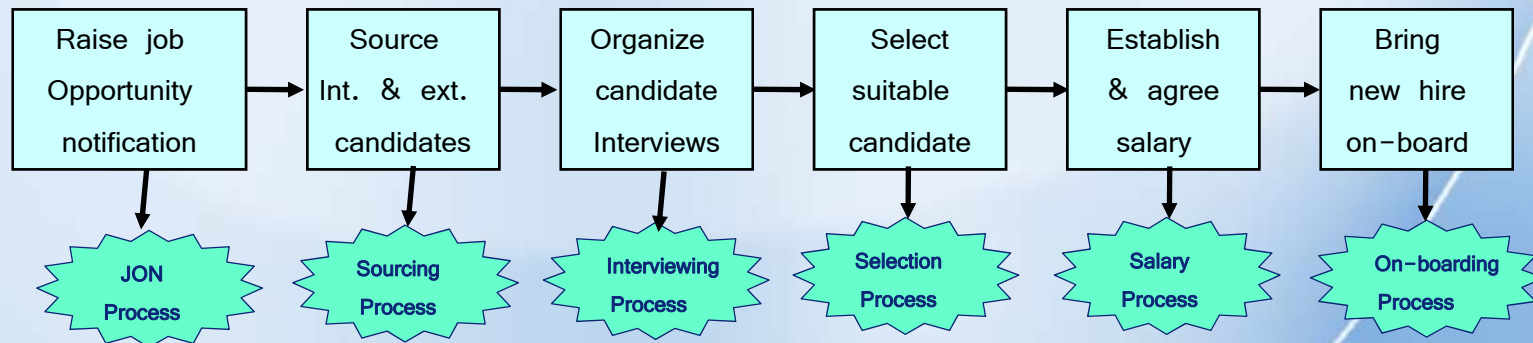 Raise job
Opportunity
notification
Source
Int. & ext.
candidates
Organize
candidate
Interviews
Select
suitable
candidate
Establish
& agree
salary
Bring
new hire
on-board
JON
Process
Sourcing
Process
Interviewing
Process
Selection
Process
Salary
Process
On-boarding
Process